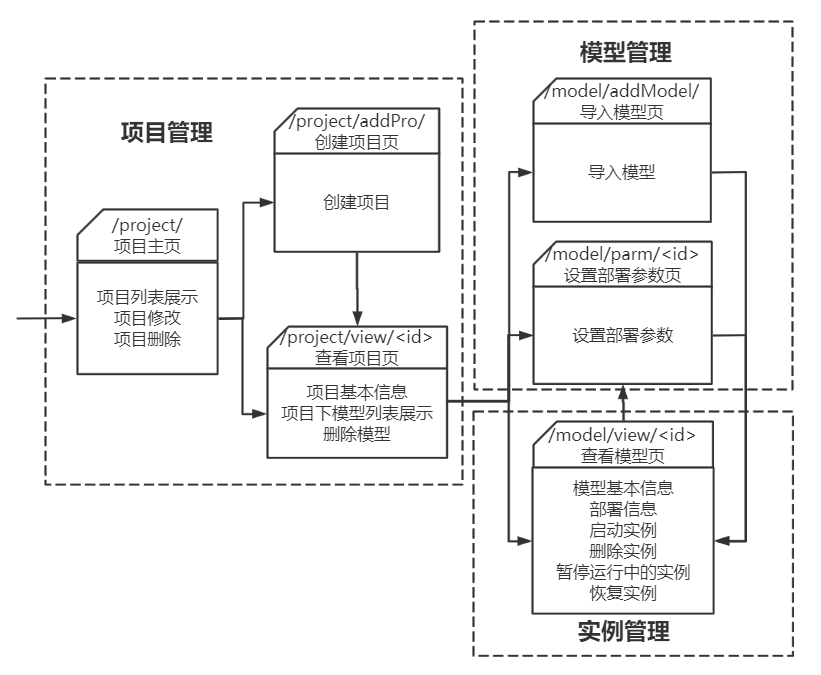 项目管理
/project/
项目主页
项目列表展示
项目修改
项目删除
/project/addPro/
创建项目页
创建项目
/project/view/<id>
查看项目页
项目基本信息
项目下模型列表展示
删除模型
模型管理
/model/addModel/
导入模型页
导入模型
/model/parm/<id>
设置部署参数页
设置部署参数
/model/view/<id>
查看模型页
模型基本信息
部署信息
启动实例
删除实例
暂停运行中的实例
恢复实例
实例管理